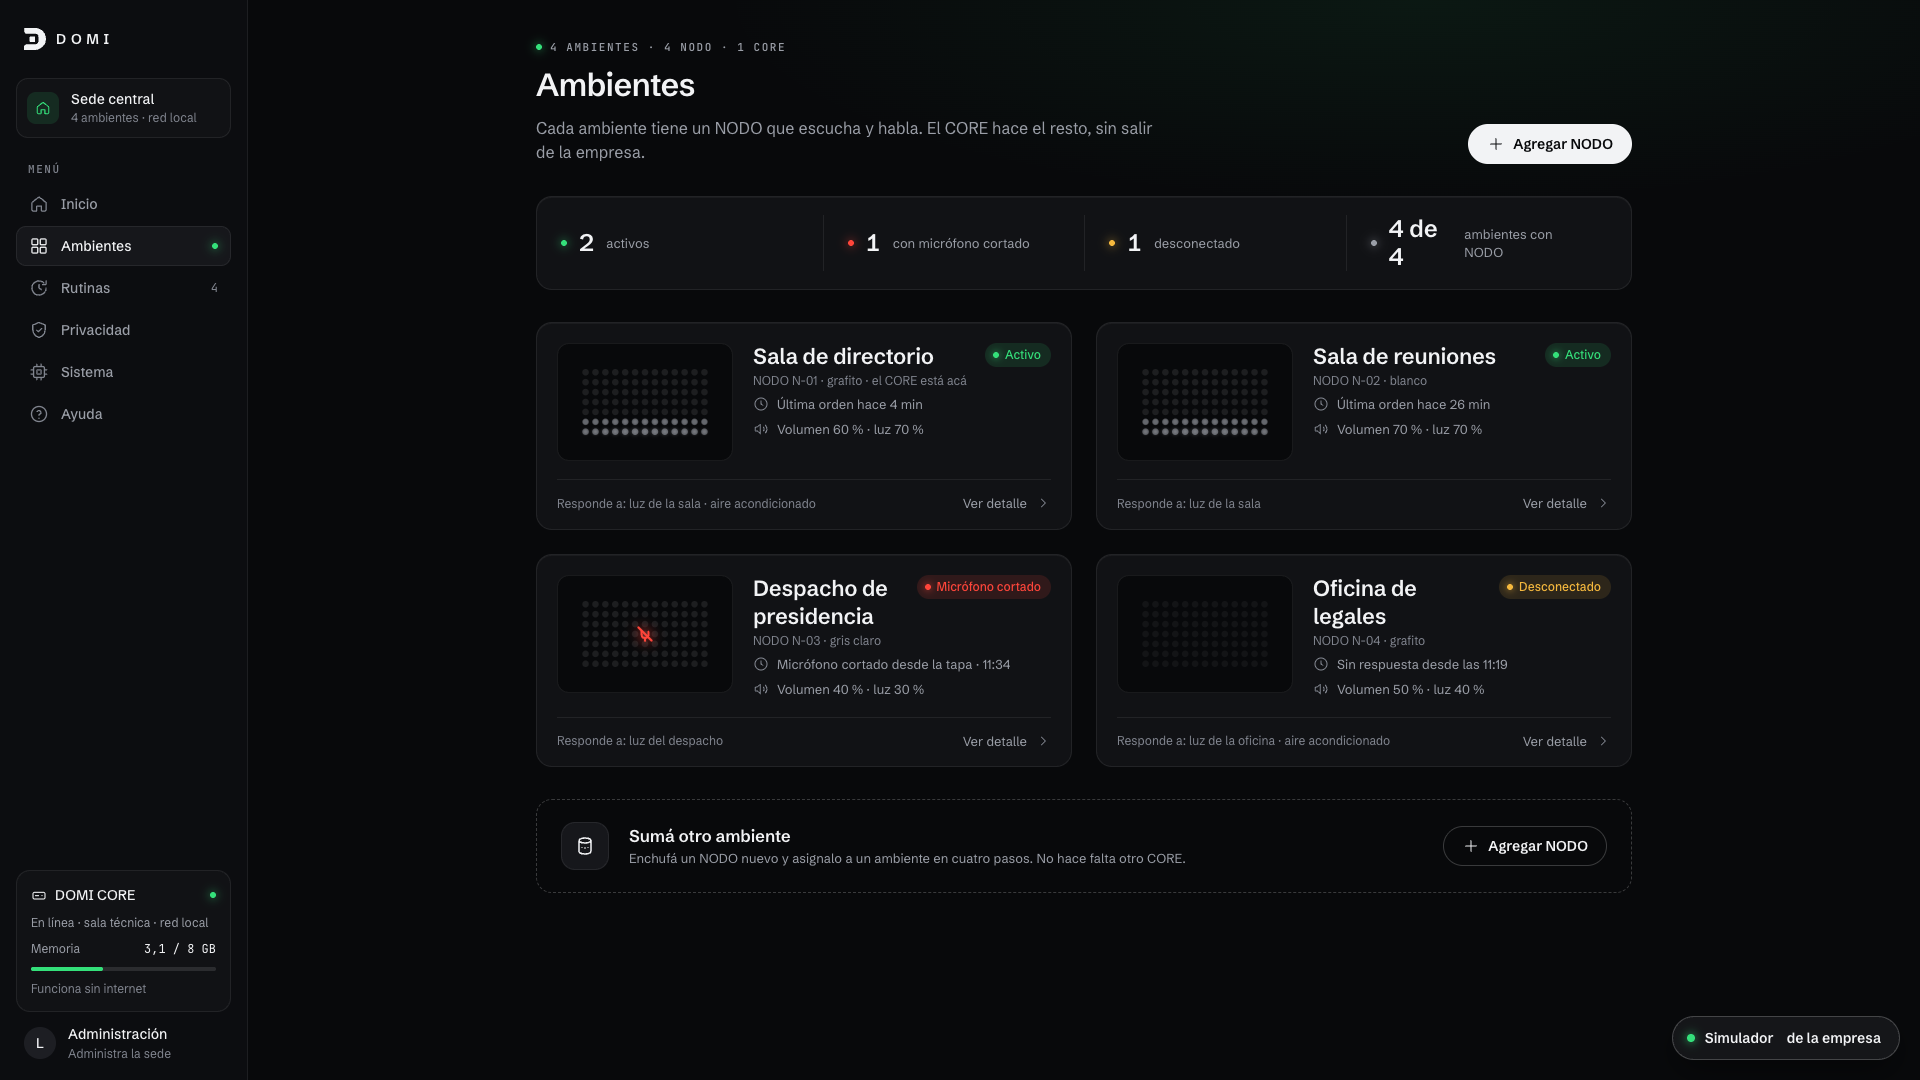 DOMI
Sede central
4 ambientes · red local
MENÚ
Inicio
Ambientes
Rutinas
4
Privacidad
Sistema
Ayuda
DOMI CORE
En línea · sala técnica · red local
Memoria
3,1 / 8 GB
Funciona sin internet
L
Administración
Administra la sede
4 AMBIENTES · 4 NODO · 1 CORE
Ambientes
Cada ambiente tiene un NODO que escucha y habla. El CORE hace el resto, sin salir
de la empresa.
Agregar NODO
2 activos
1 con micrófono cortado
1 desconectado
4 de
4
ambientes con
NODO
Sala de directorio
Activo
NODO N-01 · grafito · el CORE está acá
Última orden hace 4 min
Volumen 60 % · luz 70 %
Responde a: luz de la sala · aire acondicionado
Ver detalle
Sala de reuniones
Activo
NODO N-02 · blanco
Última orden hace 26 min
Volumen 70 % · luz 70 %
Responde a: luz de la sala
Ver detalle
Despacho de
presidencia
Micrófono cortado
NODO N-03 · gris claro
Micrófono cortado desde la tapa · 11:34
Volumen 40 % · luz 30 %
Responde a: luz del despacho
Ver detalle
Oficina de
legales
Desconectado
NODO N-04 · grafito
Sin respuesta desde las 11:19
Volumen 50 % · luz 40 %
Responde a: luz de la oficina · aire acondicionado
Ver detalle
Sumá otro ambiente
Enchufá un NODO nuevo y asignalo a un ambiente en cuatro pasos. No hace falta otro CORE.
Agregar NODO
Simulador de la empresa